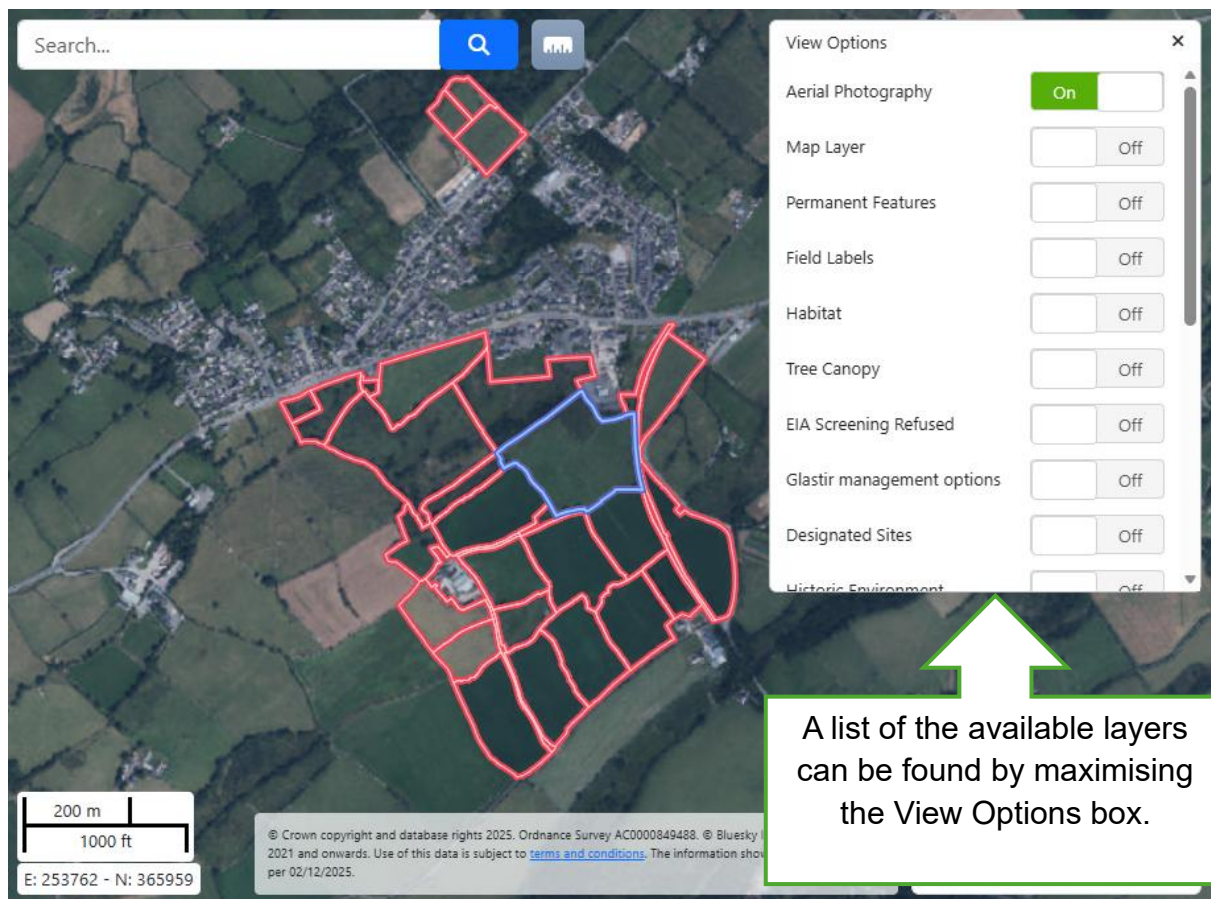 Search...
View Options
×
Aerial Photography
On
Map Layer
Off
Permanent Features
Off
Field Labels
Off
Habitat
Off
Tree Canopy
Off
EIA Screening Refused
Off
Glastir management options
Off
Designated Sites
Off
Historic Environment
Off
A list of the available layers
can be found by maximising
the View Options box.
200 m
1000 ft
E: 253762 - N: 365959
© Crown copyright and database rights 2025. Ordnance Survey AC0000849488. © Bluesky
2021 and onwards. Use of this data is subject to terms and conditions. The information
per 02/12/2025.